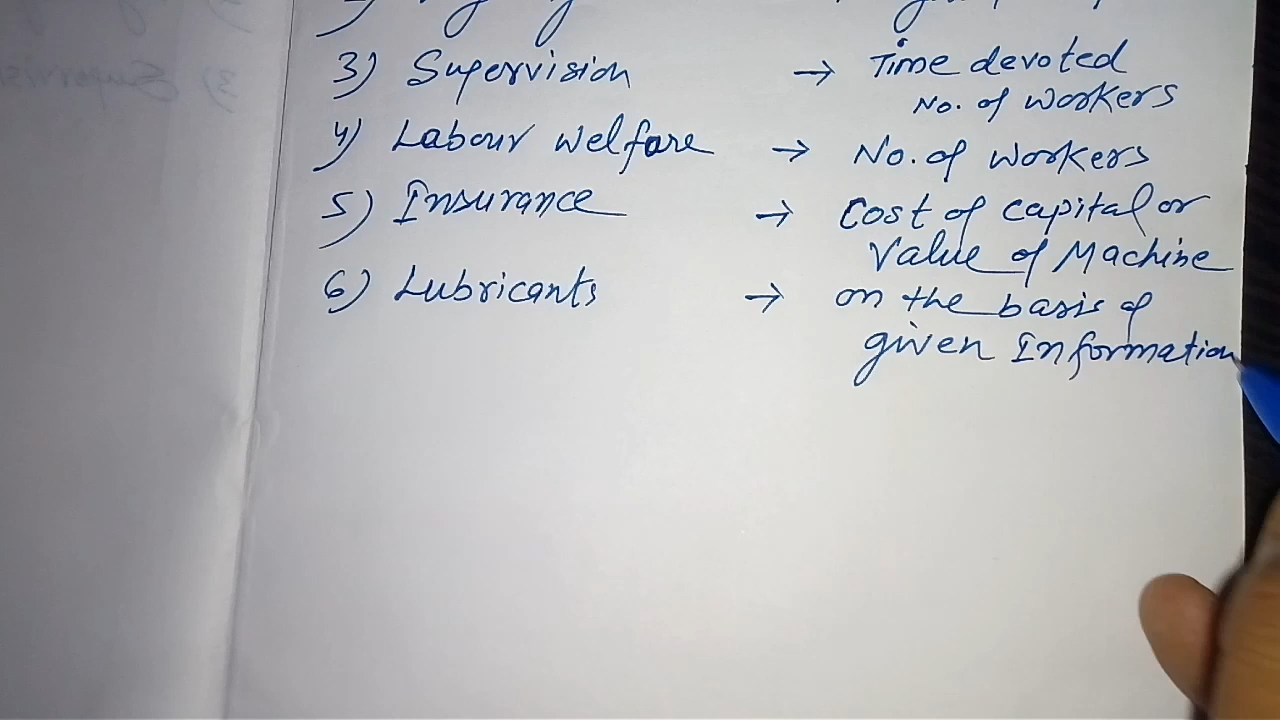 3) Supervision → Time devoted
No. of workers
4) Labour welfare → No. of workers
5) Insurance → Cost of capital or
Value of Machine
6) Lubricants → on the basis of
given Information